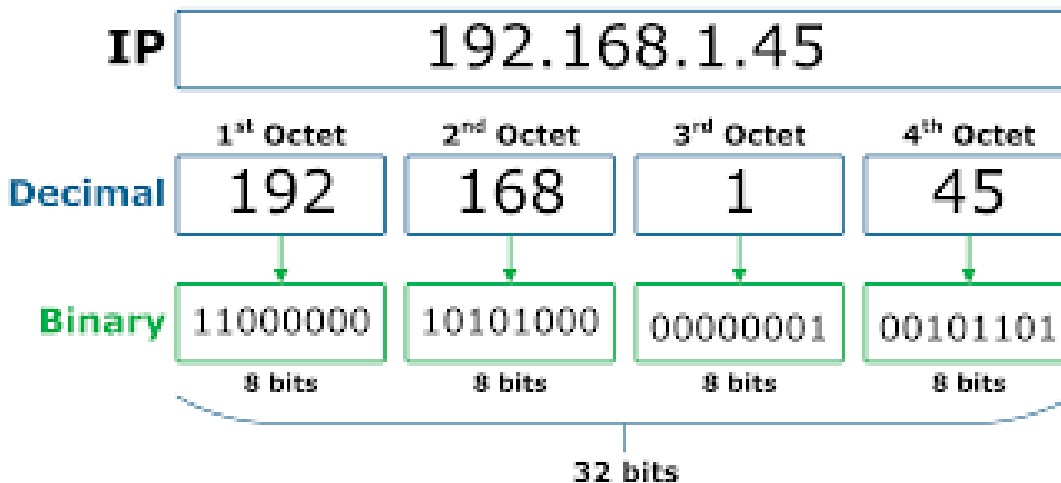 IP 192.168.1.45
1st Octet 2nd Octet 3rd Octet 4th Octet
Decimal 192 168 1 45
Binary 11000000 10101000 00000001 00101101
8 bits 8 bits 8 bits 8 bits
32 bits